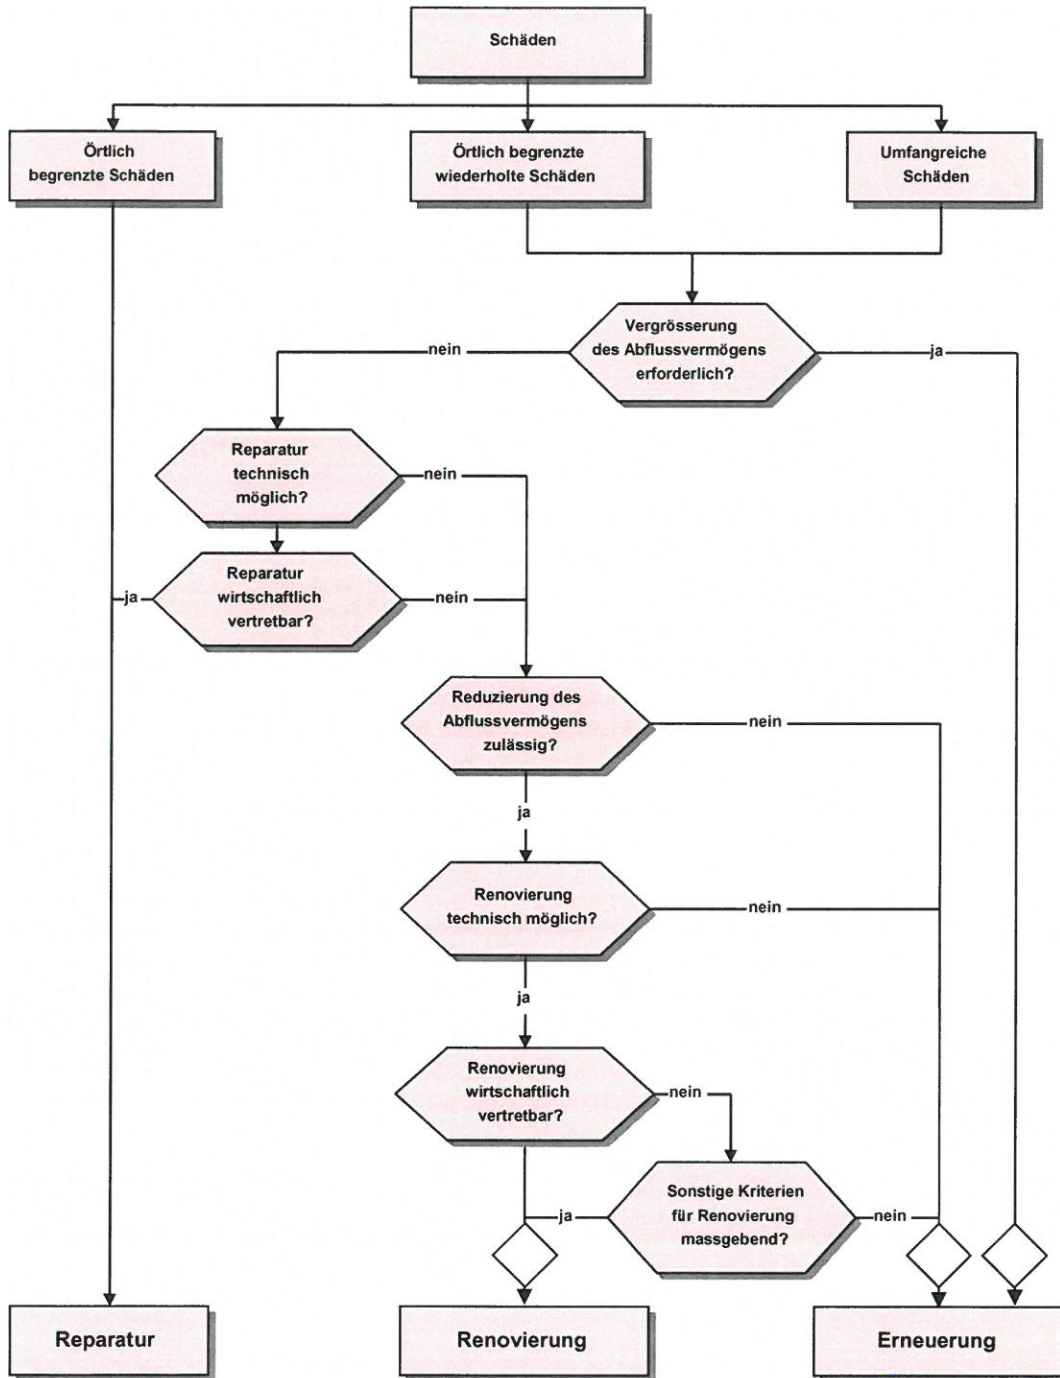 Schäden
Örtlich
begrenzte Schäden
Örtlich begrenzte
wiederholte Schäden
Umfangreiche
Schäden
Vergrösserung
des Abflussvermögens
erforderlich?
nein
ja
Reparatur
technisch
möglich?
nein
Reparatur
wirtschaftlich
vertretbar?
ja
nein
Reduzierung des
Abflussvermögens
zulässig?
nein
ja
Renovierung
technisch möglich?
nein
ja
Renovierung
wirtschaftlich
vertretbar?
nein
Sonstige Kriterien
für Renovierung
massgebend?
ja
nein
Reparatur
Renovierung
Erneuerung